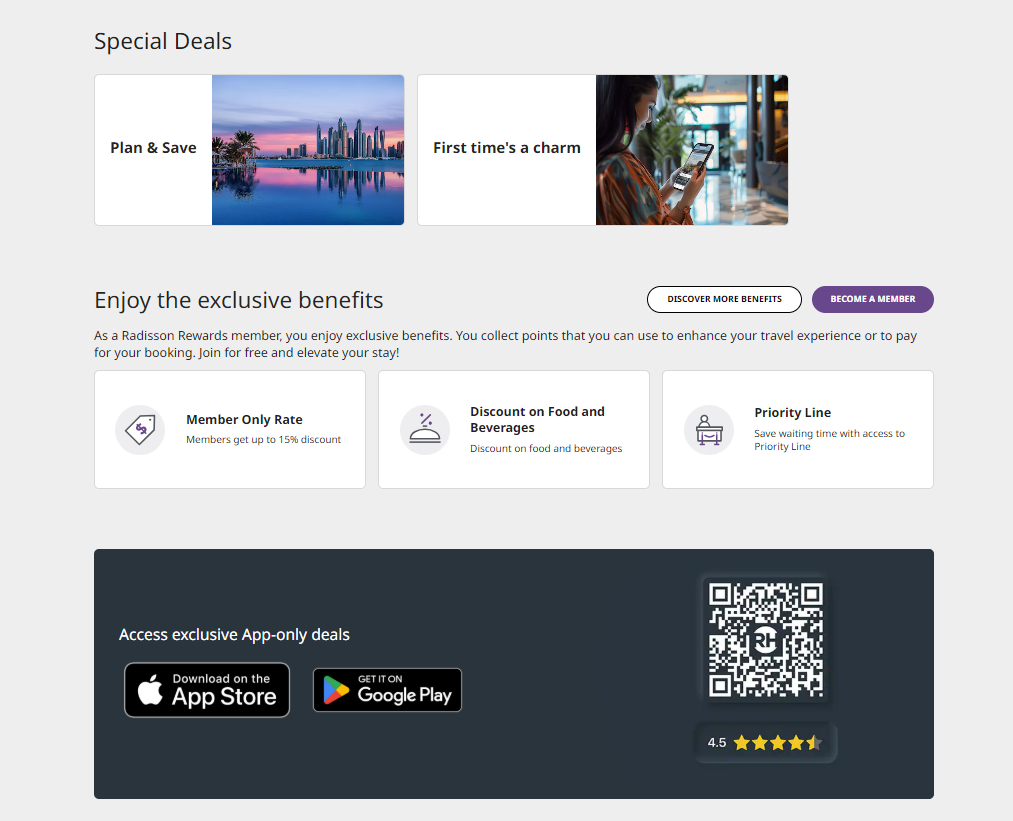 Special Deals
Plan & Save
First time's a charm
Enjoy the exclusive benefits
DISCOVER MORE BENEFITS
BECOME A MEMBER
As a Radisson Rewards member, you enjoy exclusive benefits. You collect points that you can use to enhance your travel experience or to pay
for your booking. Join for free and elevate your stay!
Member Only Rate
Members get up to 15% discount
Discount on Food and
Beverages
Discount on food and beverages
Priority Line
Save waiting time with access to
Priority Line
Access exclusive App-only deals
Download on the
App Store
GET IT ON
Google Play
RH
4.5